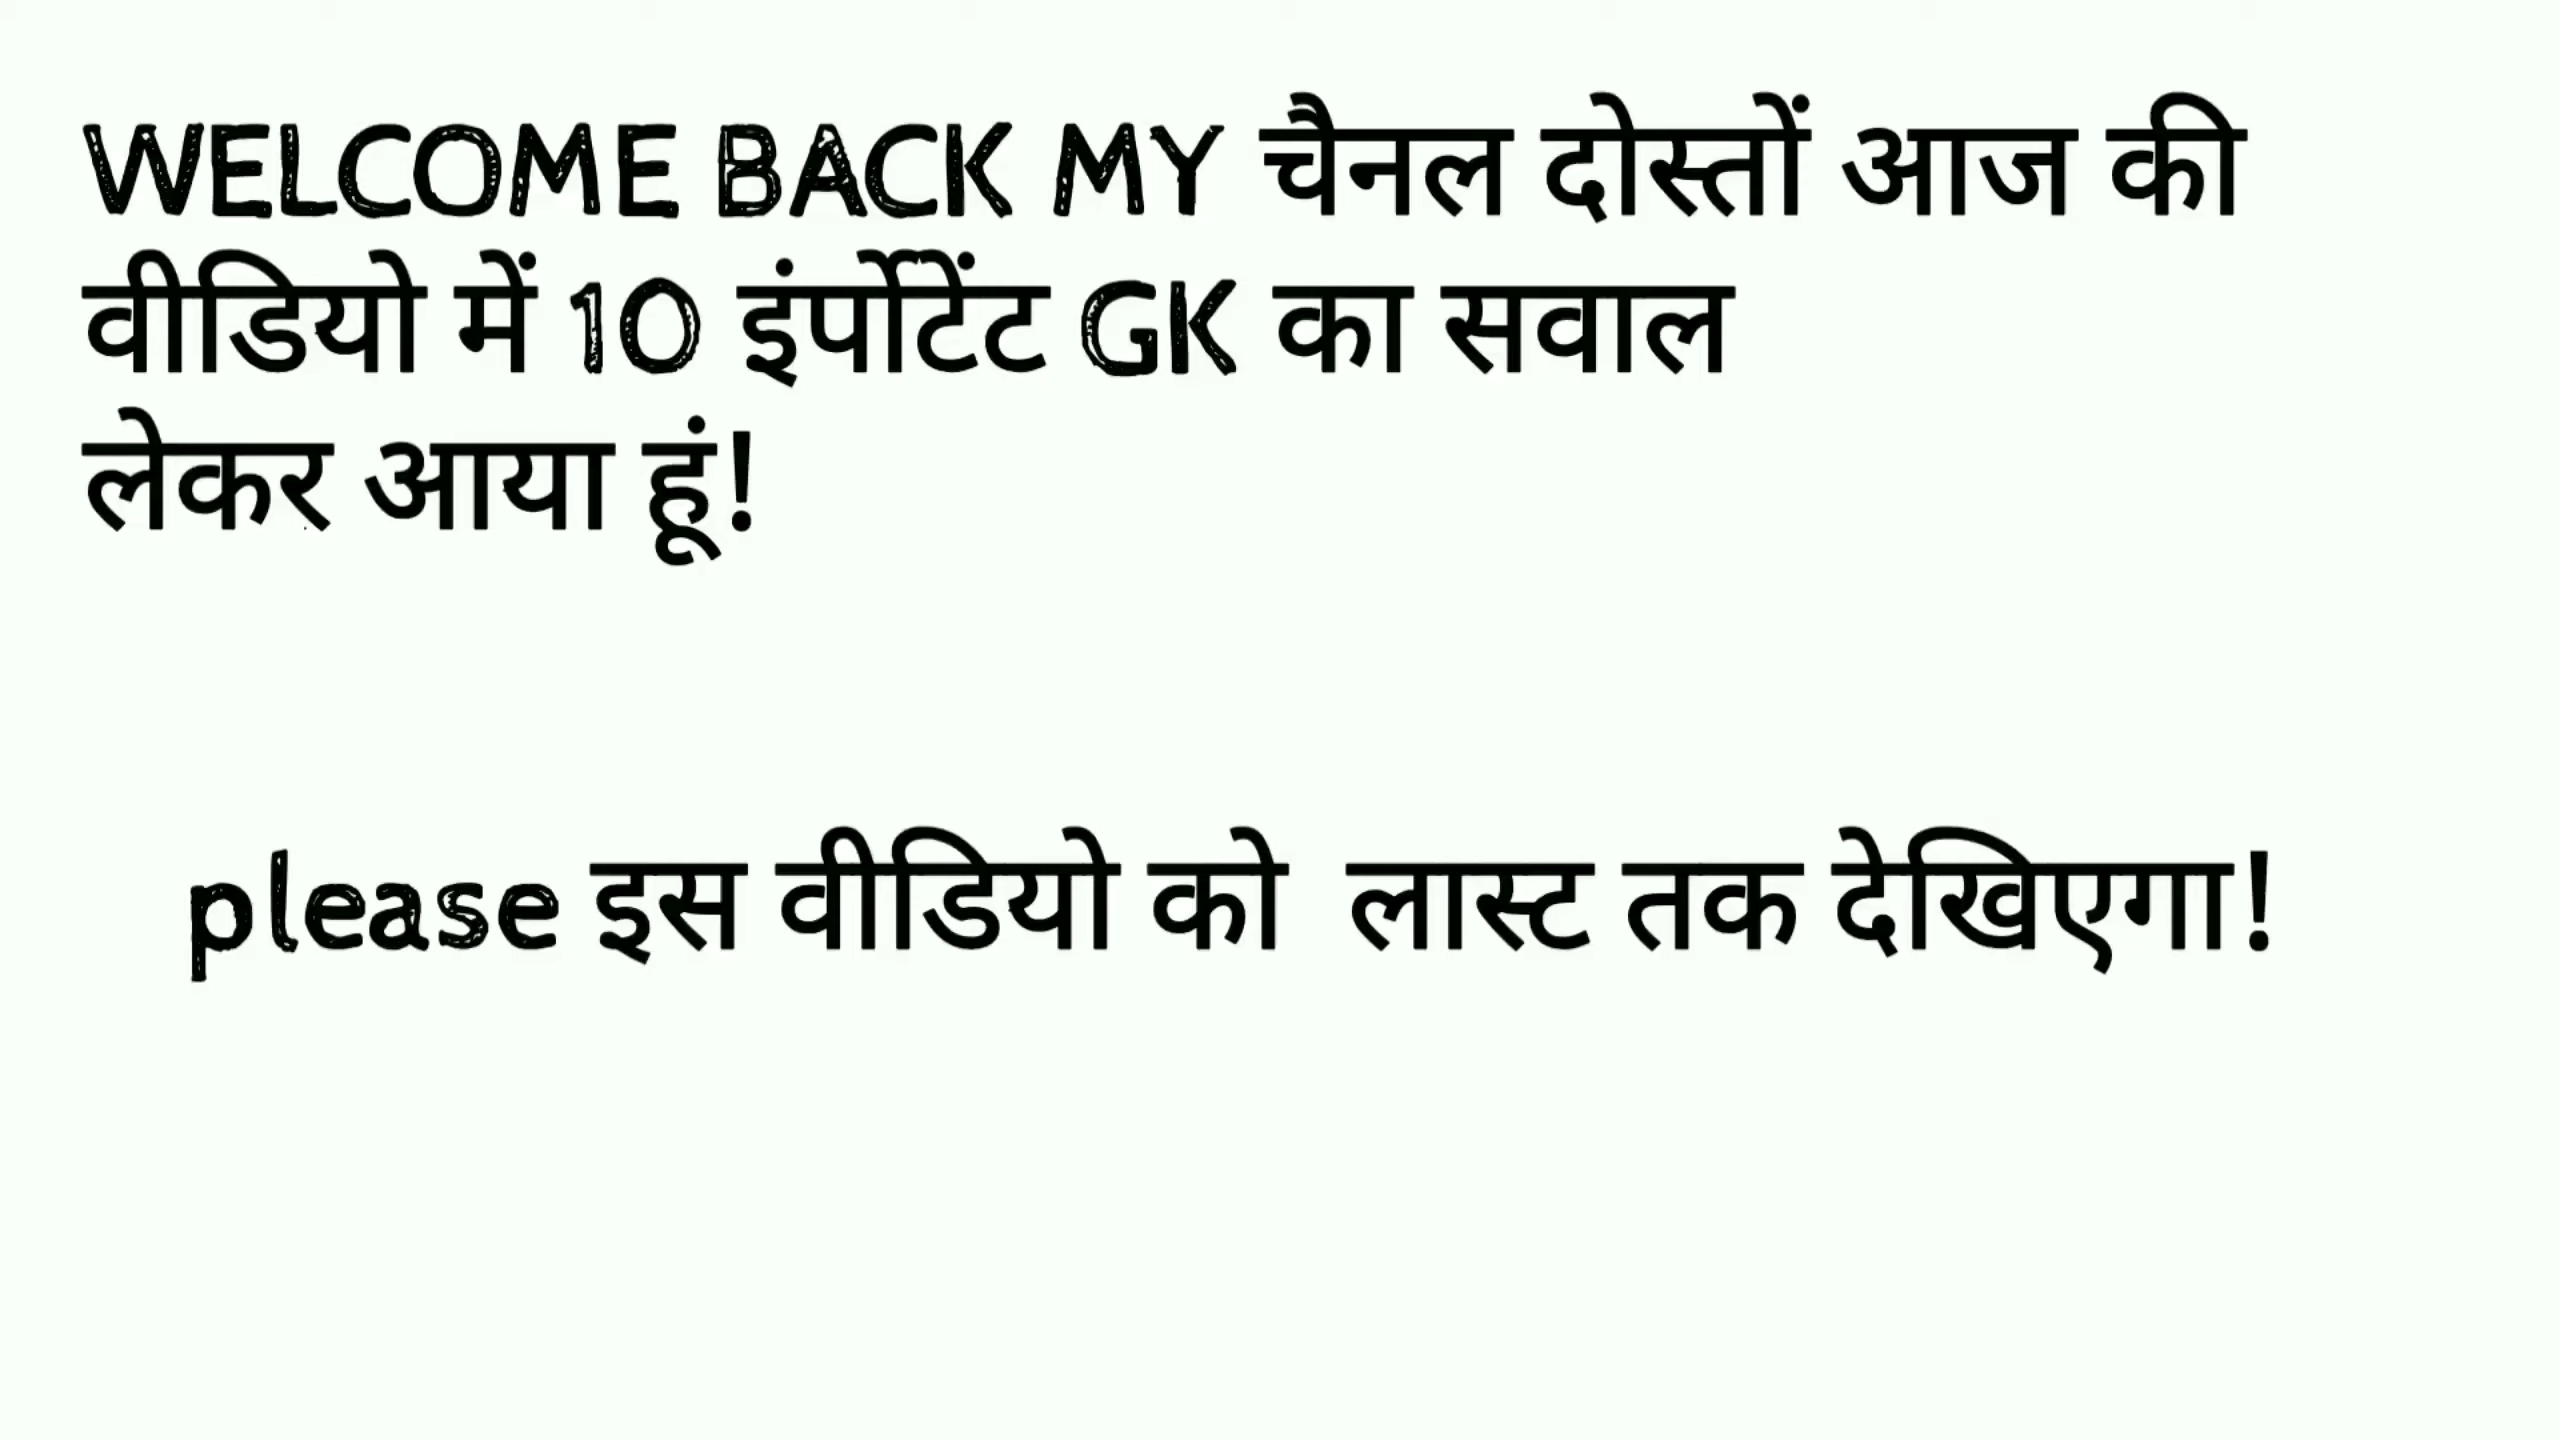 WELCOME BACK MY चैनल दोस्तों आज की
वीडियो में 10 इंर्पोटेंट GK का सवाल
लेकर आया हूं!
please इस वीडियो को लास्ट तक देखिएगा!